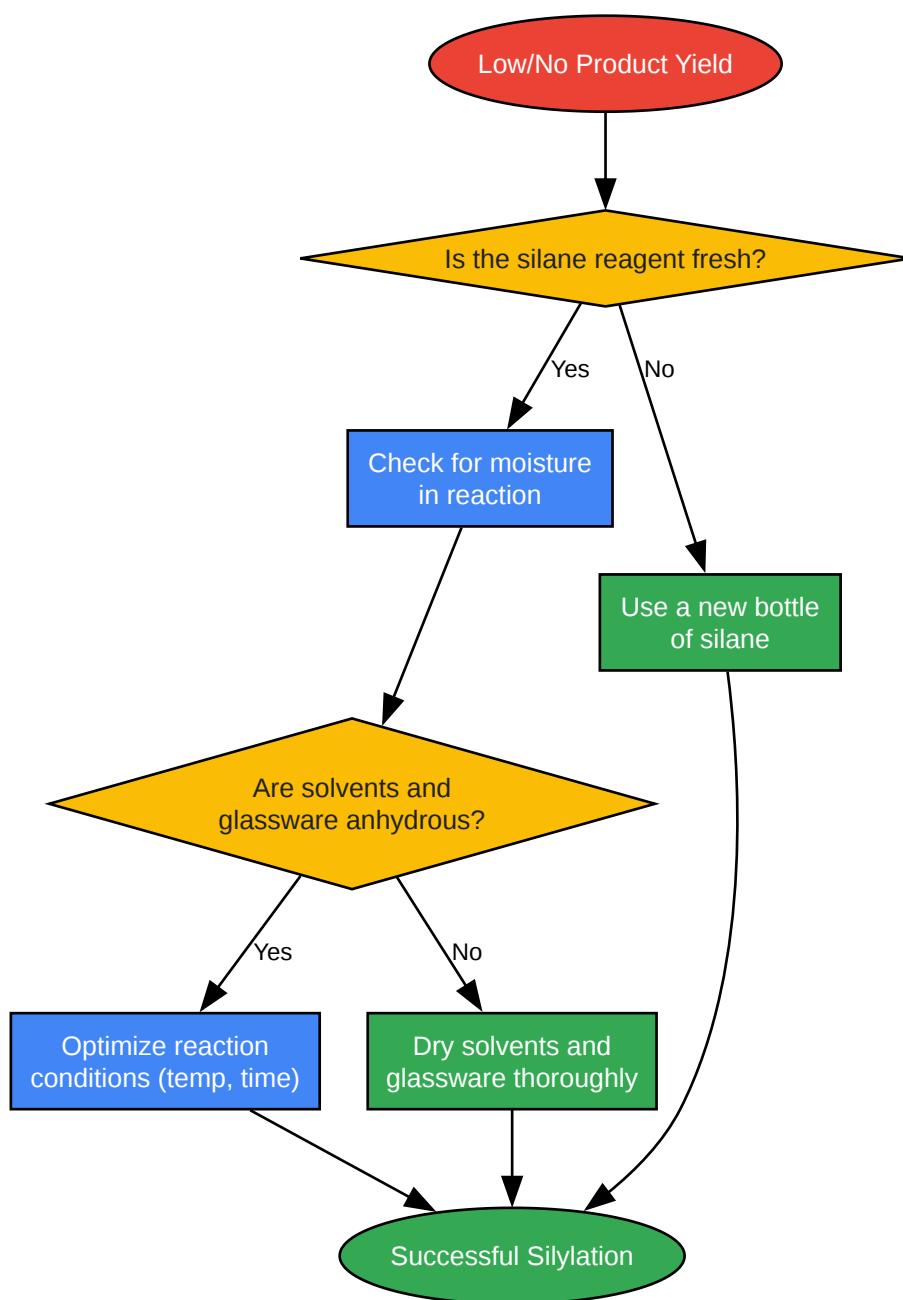 Low/No Product Yield
Is the silane reagent fresh?
Yes
No
Check for moisture
in reaction
Use a new bottle
of silane
Are solvents and
glassware anhydrous?
Yes
No
Optimize reaction
conditions (temp, time)
Dry solvents and
glassware thoroughly
Successful Silylation